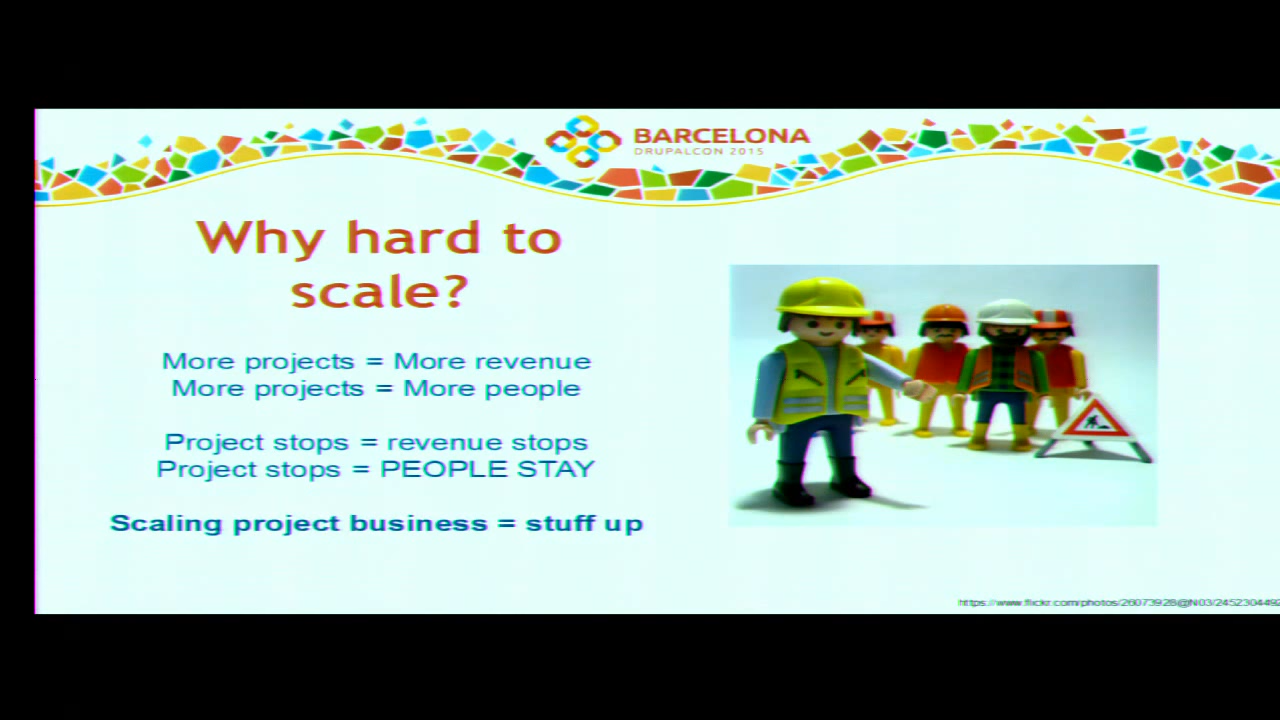 BARCELONA
DRUPALCON 2015
Why hard to
scale?
More projects = More revenue
More projects = More people
Project stops = revenue stops
Project stops = PEOPLE STAY
Scaling project business = stuff up
https://www.flickr.com/photos/26073928@N03/2452304492